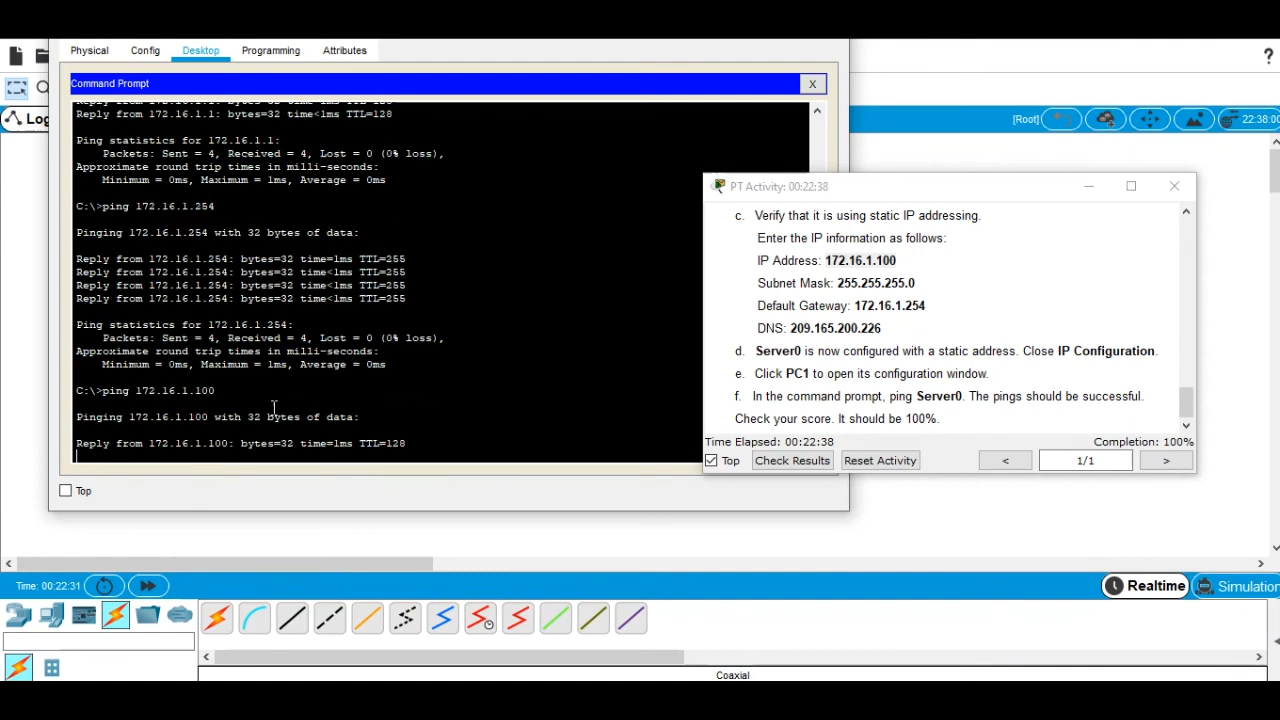 Physical
Config
Desktop
Programming
Attributes
Command Prompt
X
Reply from 172.16.1.1: bytes=32 time<1ms TTL=128
Ping statistics for 172.16.1.1:
Packets: Sent = 4, Received = 4, Lost = 0 (0% loss),
Approximate round trip times in milli-seconds:
Minimum = 0ms, Maximum = 1ms, Average = 0ms
C:\>ping 172.16.1.254
Pinging 172.16.1.254 with 32 bytes of data:
Reply from 172.16.1.254: bytes=32 time=1ms TTL=255
Reply from 172.16.1.254: bytes=32 time<1ms TTL=255
Reply from 172.16.1.254: bytes=32 time<1ms TTL=255
Reply from 172.16.1.254: bytes=32 time<1ms TTL=255
Ping statistics for 172.16.1.254:
Packets: Sent = 4, Received = 4, Lost = 0 (0% loss),
Approximate round trip times in milli-seconds:
Minimum = 0ms, Maximum = 1ms, Average = 0ms
C:\>ping 172.16.1.100
Pinging 172.16.1.100 with 32 bytes of data:
Reply from 172.16.1.100: bytes=32 time=1ms TTL=128
Top
Log
[Root]
22:38:00
?
PT Activity: 00:22:38
c. Verify that it is using static IP addressing.
Enter the IP information as follows:
IP Address: 172.16.1.100
Subnet Mask: 255.255.255.0
Default Gateway: 172.16.1.254
DNS: 209.165.200.226
d. Server0 is now configured with a static address. Close IP Configuration.
e. Click PC1 to open its configuration window.
f. In the command prompt, ping Server0. The pings should be successful.
Check your score. It should be 100%.
Time Elapsed: 00:22:38
Completion: 100%
Top
Check Results
Reset Activity
<
1/1
>
Time: 00:22:31
Realtime
Simulation
Coaxial